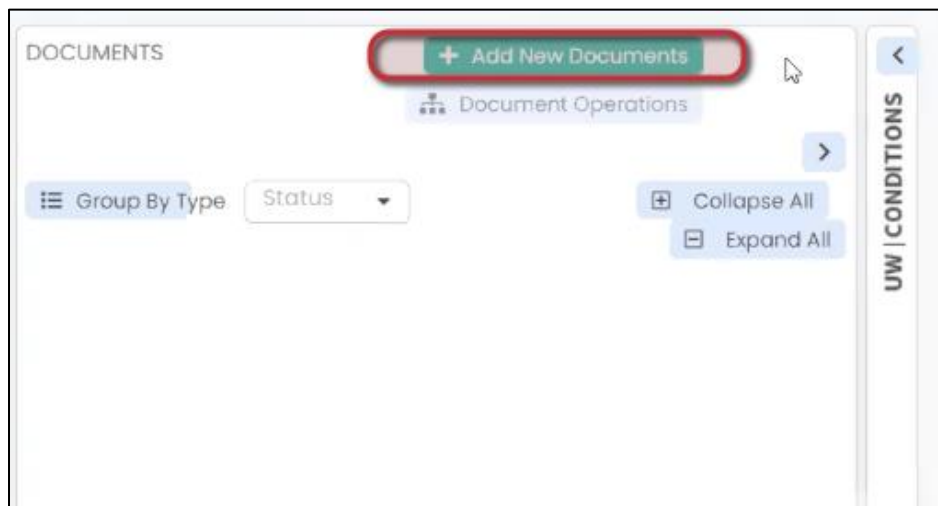 DOCUMENTS
+ Add New Documents
Document Operations
Group By Type
Status
Collapse All
Expand All
UW | CONDITIONS